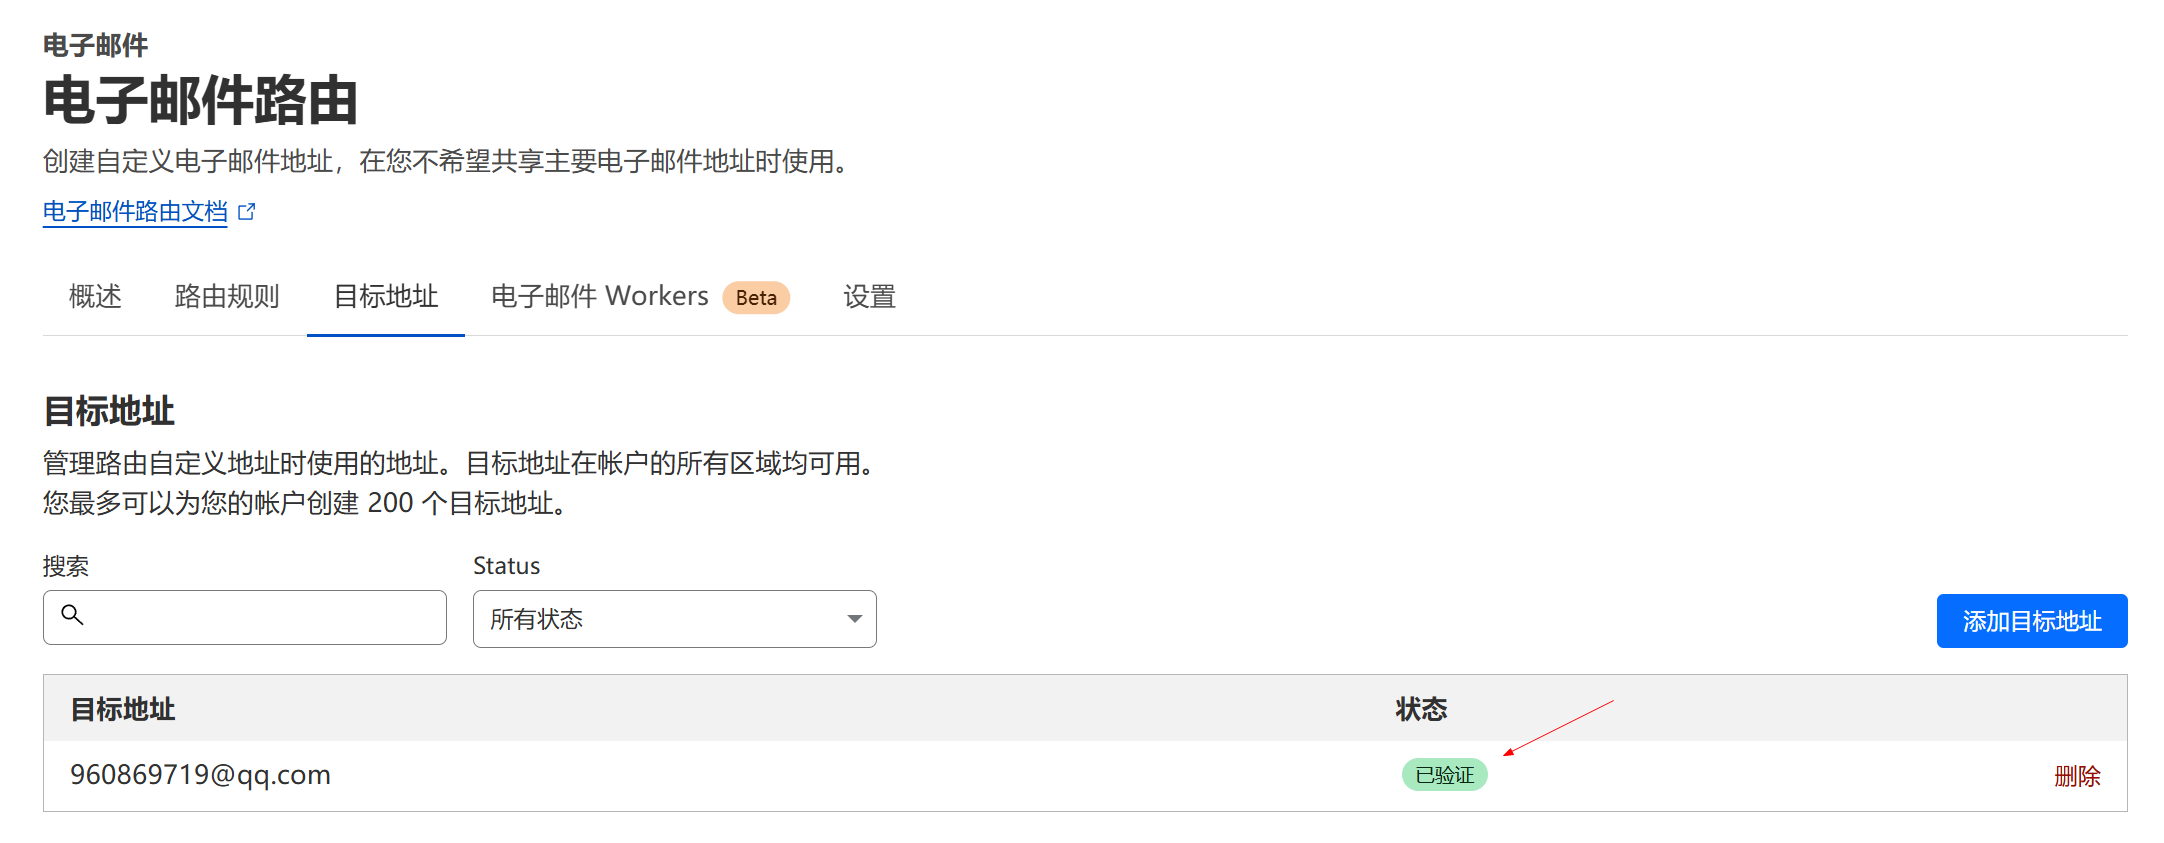 电子邮件
电子邮件路由
创建自定义电子邮件地址，在您不希望共享主要电子邮件地址时使用。
电子邮件路由文档
概述 路由规则 目标地址 电子邮件 Workers Beta 设置
目标地址
管理路由自定义地址时使用的地址。目标地址在帐户的所有区域均可用。
您最多可以为您的帐户创建 200 个目标地址。
搜索 Status
所有状态
添加目标地址
目标地址 状态
960869719@qq.com 已验证 删除